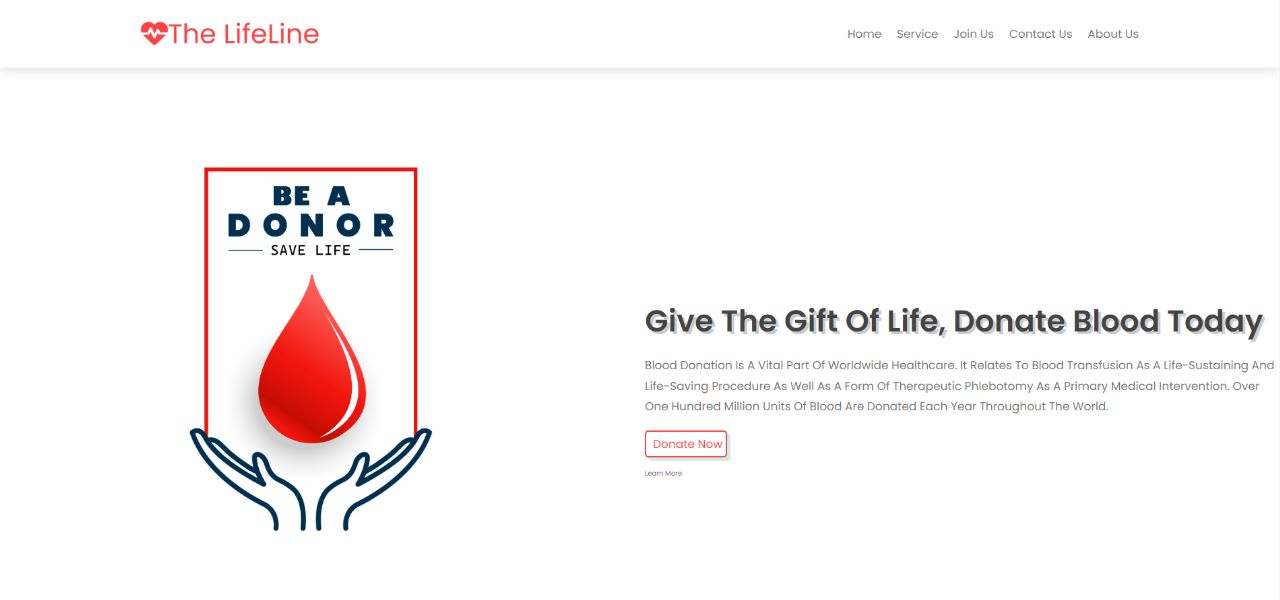 The LifeLine
Home Service Join Us Contact Us About Us
BE A
DONOR
SAVE LIFE
Give The Gift Of Life, Donate Blood Today
Blood Donation Is A Vital Part Of Worldwide Healthcare. It Relates To Blood Transfusion As A Life-Sustaining And
Life-Saving Procedure As Well As A Form Of Therapeutic Phlebotomy As A Primary Medical Intervention. Over
One Hundred Million Units Of Blood Are Donated Each Year Throughout The World.
Donate Now
Learn More